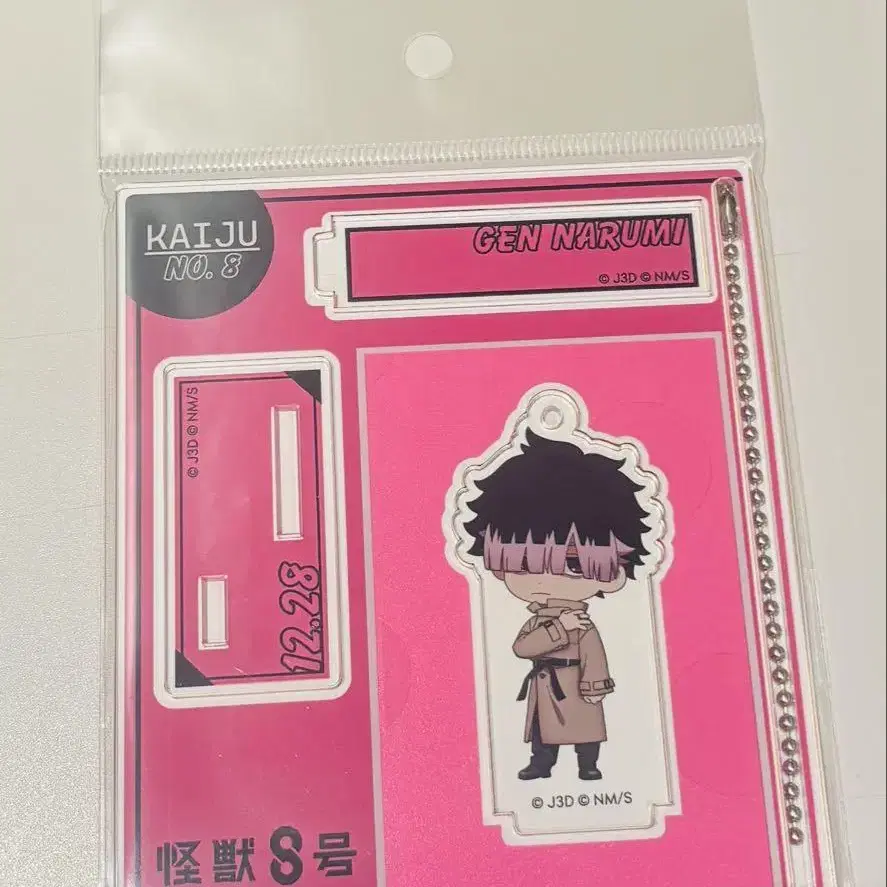 KAIJU
NO. 8
GEN NARUMI
© J3D © NM/S
© J3D © NM/S
12.28
© J3D © NM/S
怪獣8号